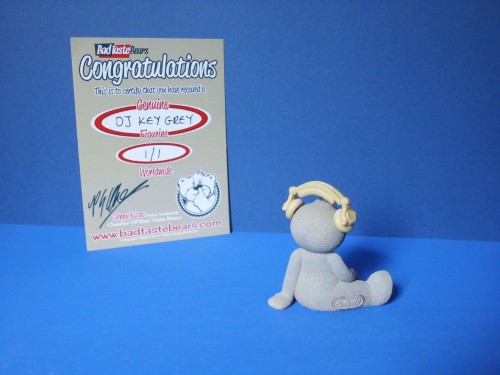 BadTasteBears
Congratulations
This is to certify that you have received a
Genuine
DJ KEY GREY
Figurine
1/1
Worldwide
www.badtastebears.com